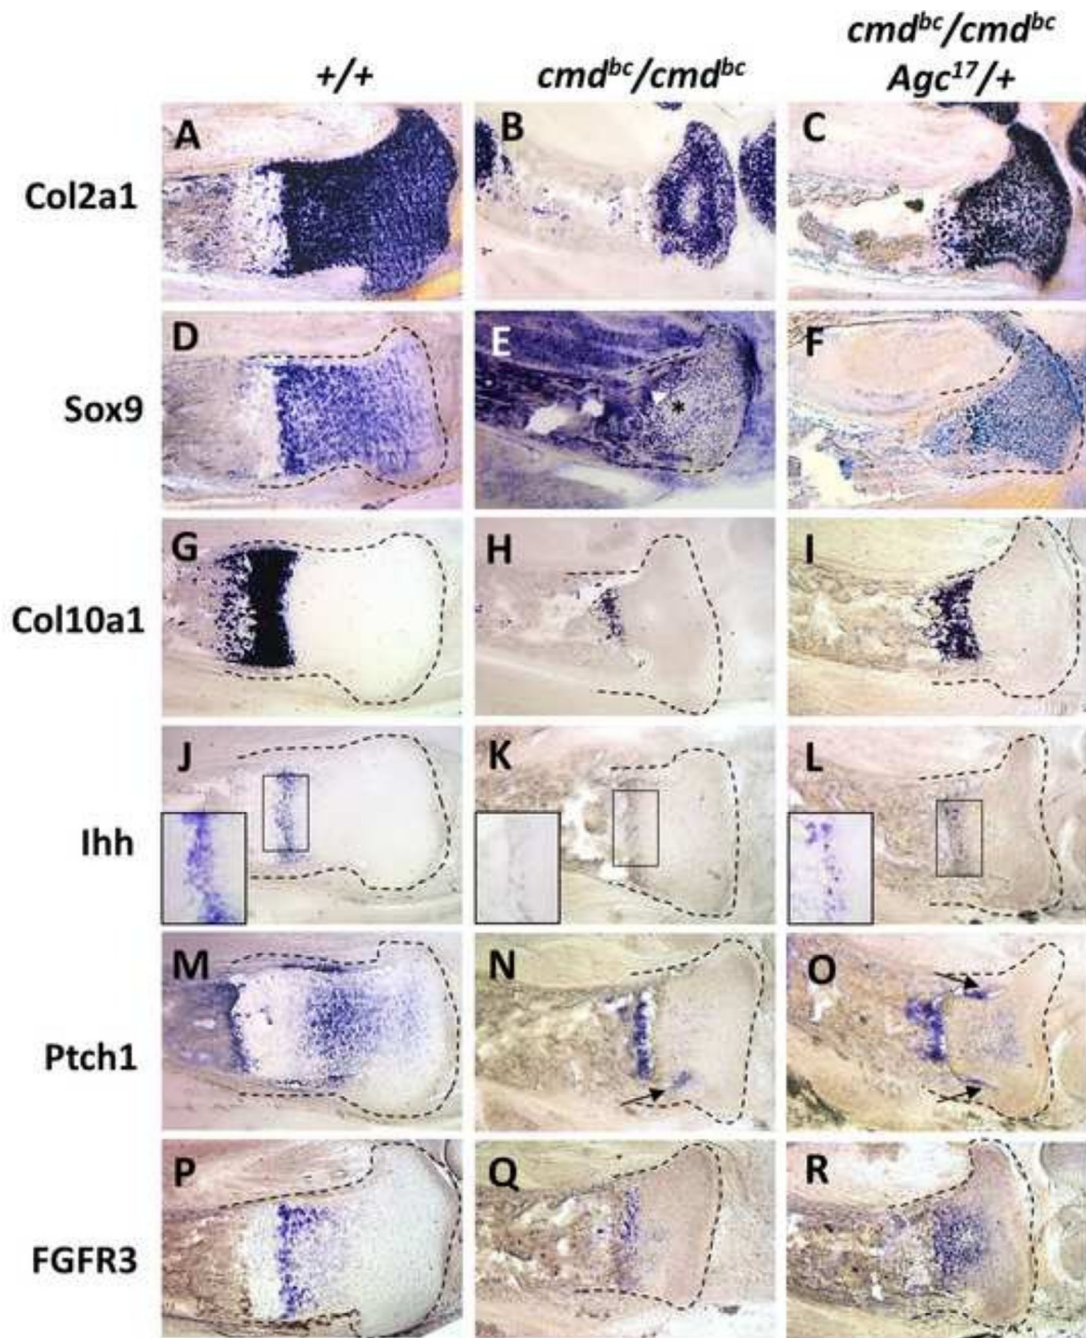 +/+
cmd^bc/cmd^bc
cmd^bc/cmd^bc
Agc^17/+
Col2a1
A
B
C
Sox9
D
E
*
F
Col10a1
G
H
I
Ihh
J
K
L
Ptch1
M
N
O
FGFR3
P
Q
R